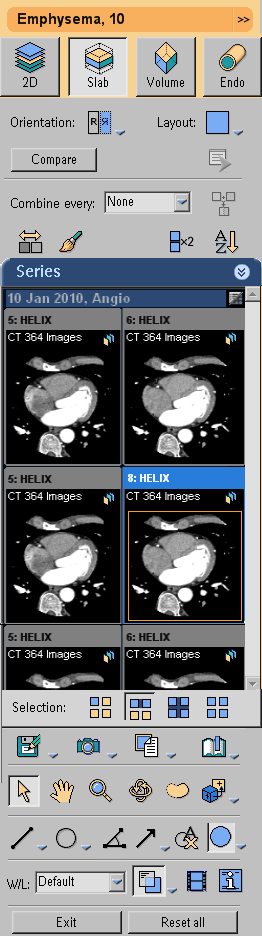 Emphysema, 10 >>
2D Slab Volume Endo
Orientation: R R Layout:
Compare
Combine every: None
x2 A Z
Series
10 Jan 2010, Angio
5: HELIX 6: HELIX
CT 364 Images CT 364 Images
5: HELIX 8: HELIX
CT 364 Images CT 364 Images
5: HELIX 6: HELIX
CT 364 Images CT 364 Images
Selection:
W/L: Default i
Exit Reset all